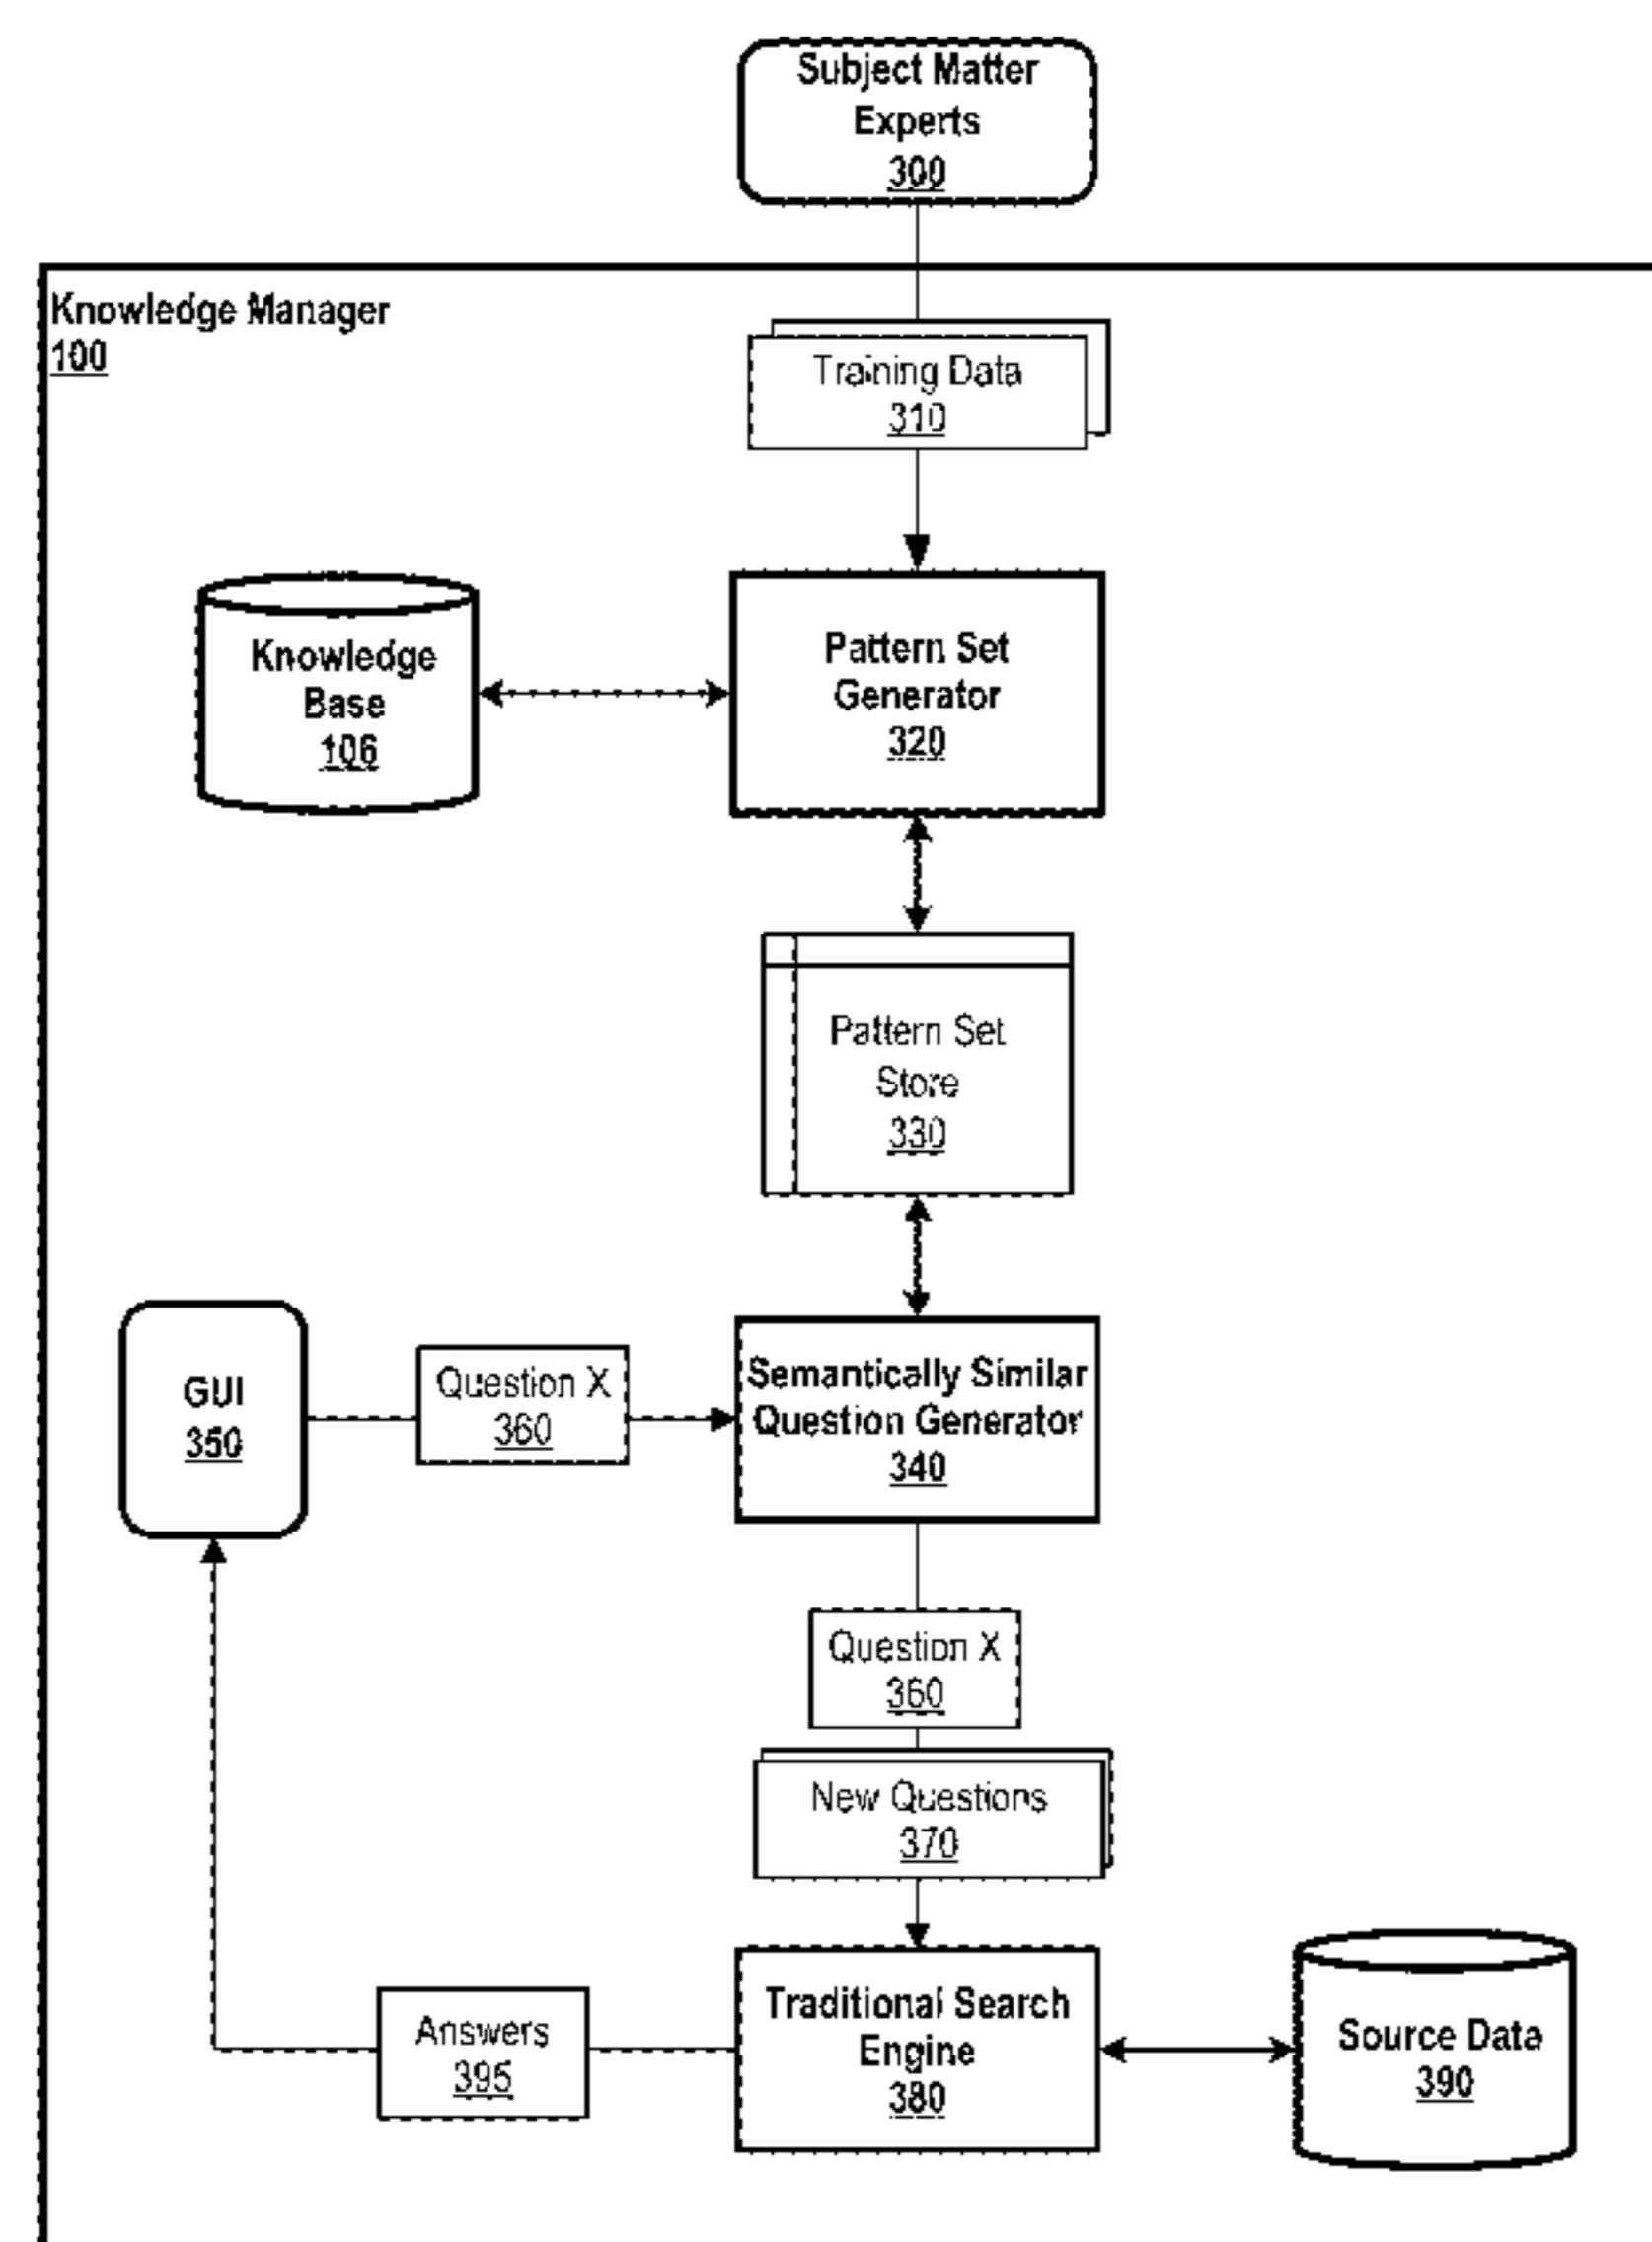 Subject Matter
Experts
300
Knowledge Manager
100
Training Data
310
Knowledge
Base
106
Pattern Set
Generator
320
Pattern Set
Store
330
GUI
350
Question X
360
Semantically Similar
Question Generator
340
Question X
360
New Questions
370
Answers
395
Traditional Search
Engine
380
Source Data
390